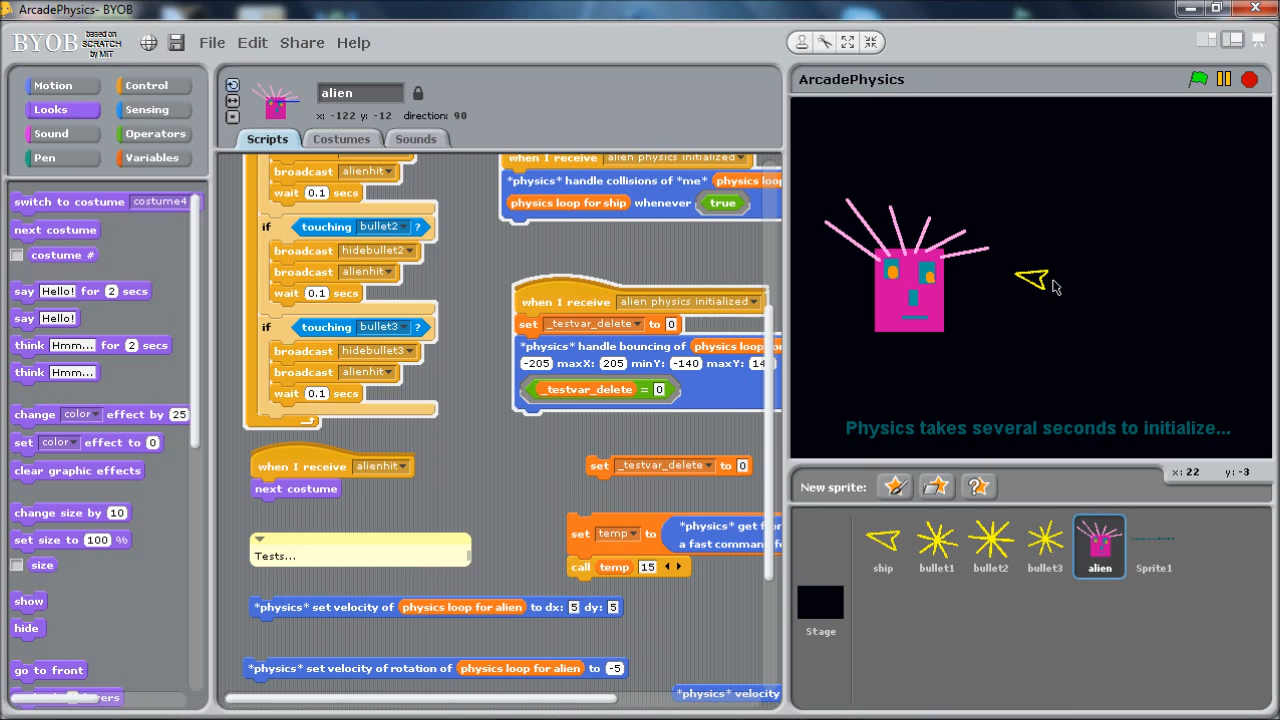 ArcadePhysics- BYOB
BYOB based on SCRATCH by MIT File Edit Share Help
Motion Control
Looks Sensing
Sound Operators
Pen Variables
switch to costume costume4
next costume
costume #
say Hello! for 2 secs
say Hello!
think Hmm... for 2 secs
think Hmm...
change color effect by 25
set color effect to 0
clear graphic effects
change size by 10
set size to 100 %
size
show
hide
go to front
alien
x: -122 y: -12 direction: 90
Scripts Costumes Sounds
broadcast alienhit
wait 0.1 secs
if touching bullet2 ?
broadcast hidebullet2
broadcast alienhit
wait 0.1 secs
if touching bullet3 ?
broadcast hidebullet3
broadcast alienhit
wait 0.1 secs
when I receive alienhit
next costume
Tests...
*physics* set velocity of physics loop for alien to dx: 5 dy: 5
*physics* set velocity of rotation of physics loop for alien to -5
when I receive alien physics initialized
*physics* handle collisions of *me* physics loop
physics loop for ship whenever true
when I receive alien physics initialized
set _testvar_delete to 0
*physics* handle bouncing of physics loop
-205 maxX: 205 minY: -140 maxY: 14
_testvar_delete = 0
set _testvar_delete to 0
set temp to *physics* get
a fast command
call temp 15
*physics* velocity
ArcadePhysics
Physics takes several seconds to initialize...
x: 22 y: -3
New sprite:
ship bullet1 bullet2 bullet3 alien Sprite1
Stage